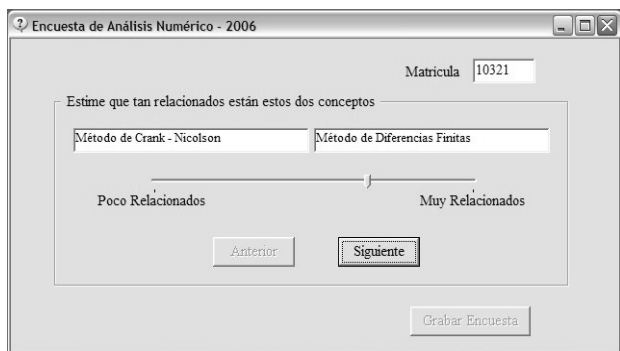 Encuesta de Análisis Numérico - 2006
Matricula 10321
Estime que tan relacionados están estos dos conceptos
Método de Crank - Nicolson Método de Diferencias Finitas
Poco Relacionados Muy Relacionados
Anterior Siguiente
Grabar Encuesta